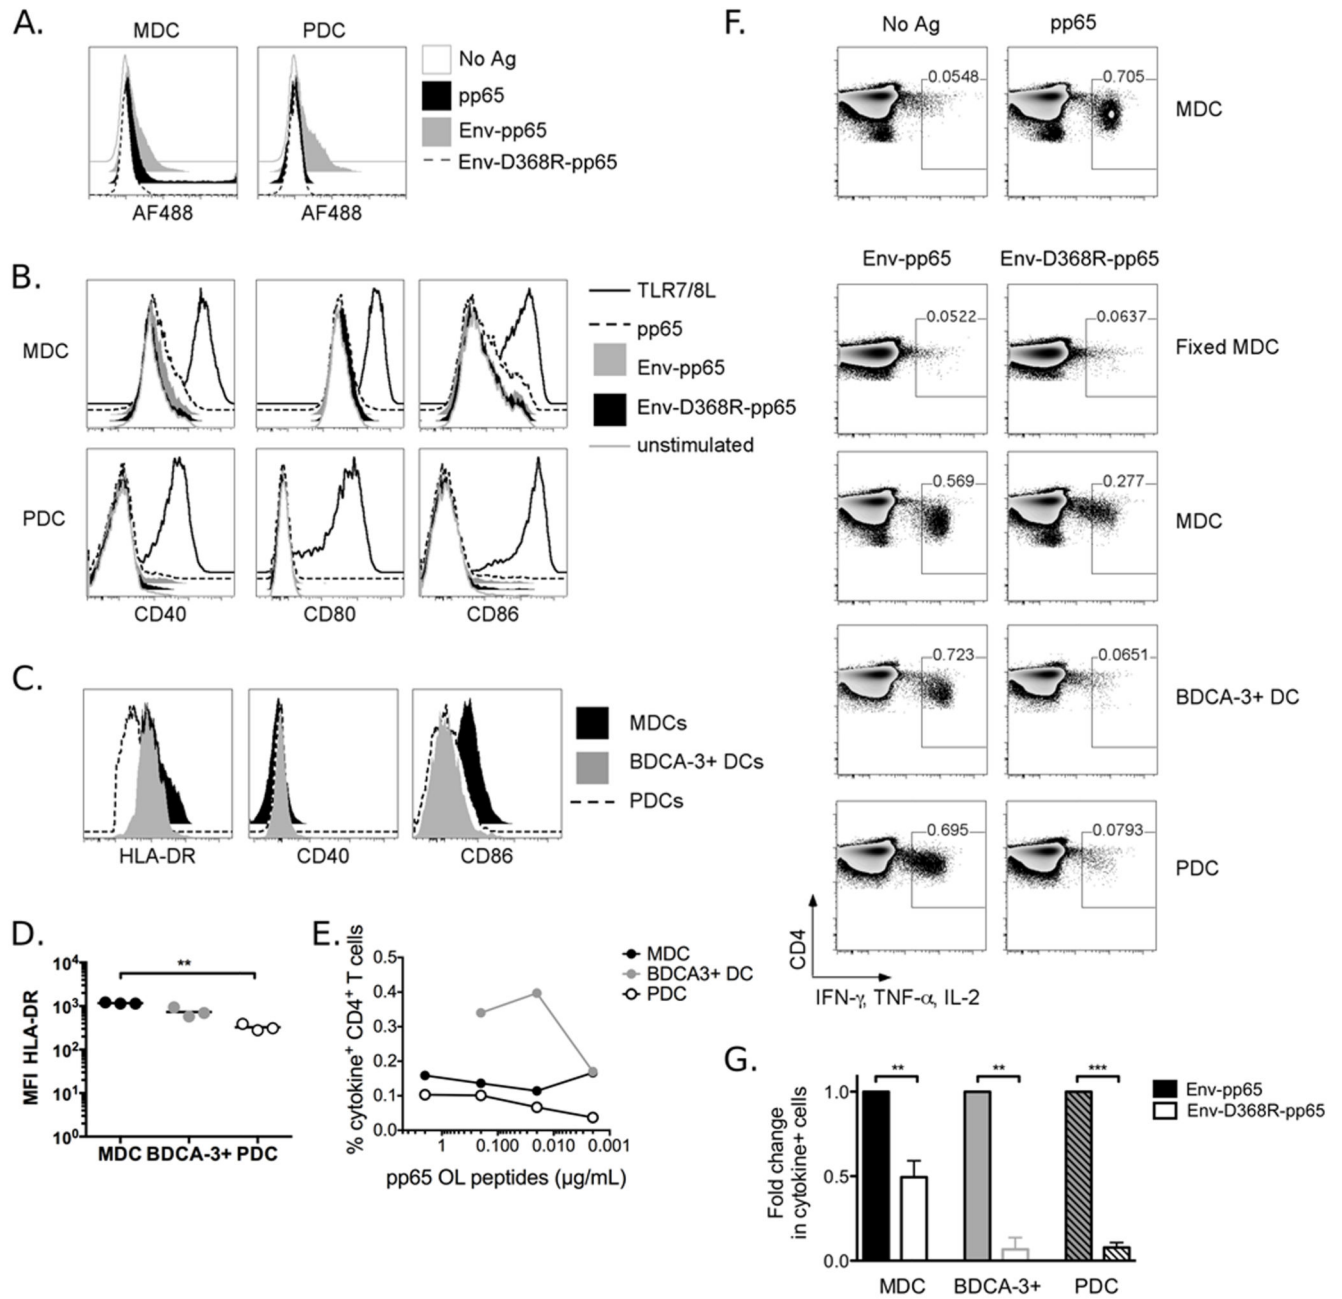 A.
MDC
PDC
No Ag
pp65
Env-pp65
Env-D368R-pp65
AF488
AF488
B.
MDC
PDC
TLR7/8L
pp65
Env-pp65
Env-D368R-pp65
unstimulated
CD40
CD80
CD86
C.
MDCs
BDCA-3+ DCs
PDCs
HLA-DR
CD40
CD86
D.
MFI HLA-DR
10⁴
10³
10²
10¹
10⁰
MDC BDCA-3+ PDC
E.
% cytokine⁺ CD4⁺ T cells
0.5
0.4
0.3
0.2
0.1
0.0
1
0.100
0.010
0.001
pp65 OL peptides (μg/mL)
MDC
BDCA3+ DC
PDC
F.
No Ag
pp65
0.0548
0.705
MDC
Env-pp65
Env-D368R-pp65
0.0522
0.0637
Fixed MDC
0.569
0.277
MDC
0.723
0.0651
BDCA-3+ DC
0.695
0.0793
PDC
CD4
IFN-γ, TNF-α, IL-2
G.
Fold change
in cytokine+ cells
1.0
0.5
0.0
**
**
***
**
MDC
BDCA-3+
PDC
Env-pp65
Env-D368R-pp65